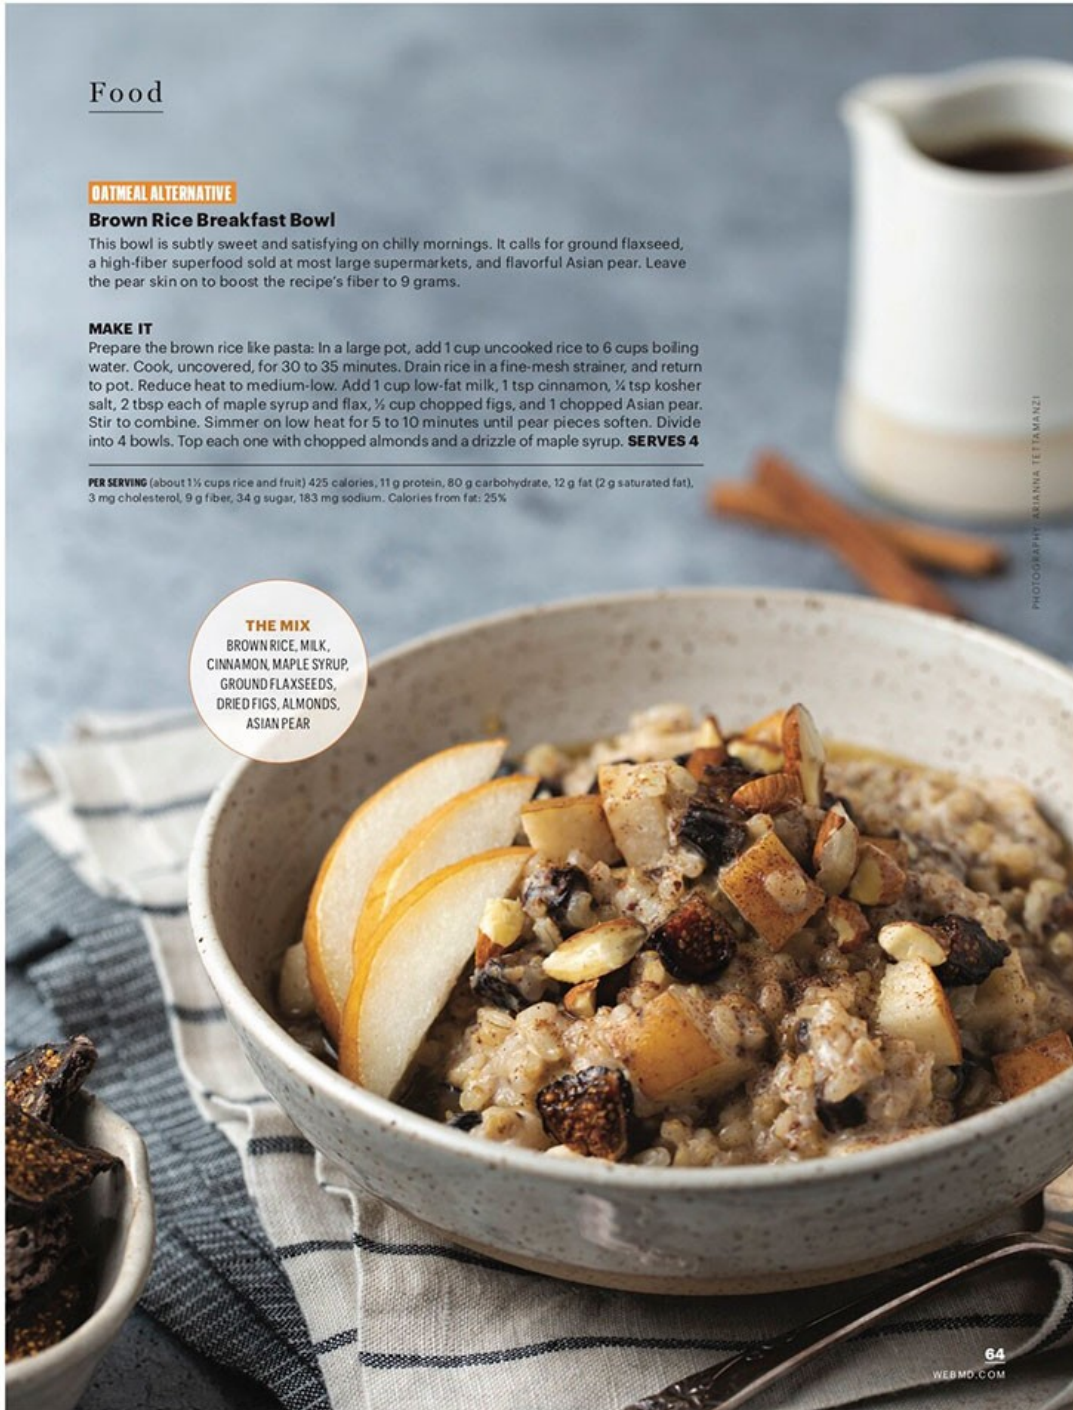 Food
OATMEAL ALTERNATIVE
Brown Rice Breakfast Bowl
This bowl is subtly sweet and satisfying on chilly mornings. It calls for ground flaxseed,
a high-fiber superfood sold at most large supermarkets, and flavorful Asian pear. Leave
the pear skin on to boost the recipe's fiber to 9 grams.
MAKE IT
Prepare the brown rice like pasta: In a large pot, add 1 cup uncooked rice to 6 cups boiling
water. Cook, uncovered, for 30 to 35 minutes. Drain rice in a fine-mesh strainer, and return
to pot. Reduce heat to medium-low. Add 1 cup low-fat milk, 1 tsp cinnamon, ¼ tsp kosher
salt, 2 tbsp each of maple syrup and flax, cup chopped figs, and 1 chopped Asian pear.
Stir to combine. Simmer on low heat for 5 to 10 minutes until pear pieces soften. Divide
into 4 bowls. Top each one with chopped almonds and a drizzle of maple syrup. SERVES 4
PER SERVING (about cups rice and fruit) 425 calories, 11 g protein, 80 g carbohydrate, 12 g fat (2 g saturated fat),
3 mg cholesterol, 9 g fiber, 34 g sugar, 183 mg sodium. Calories from fat: 25%
PHOTOGRAPHY: ARIANNA TETTAMANZI
THE MIX
BROWN RICE, MILK,
CINNAMON, MAPLE SYRUP,
GROUND FLAXSEEDS,
DRIED FIGS, ALMONDS,
ASIAN PEAR
64
WEBMD.COM